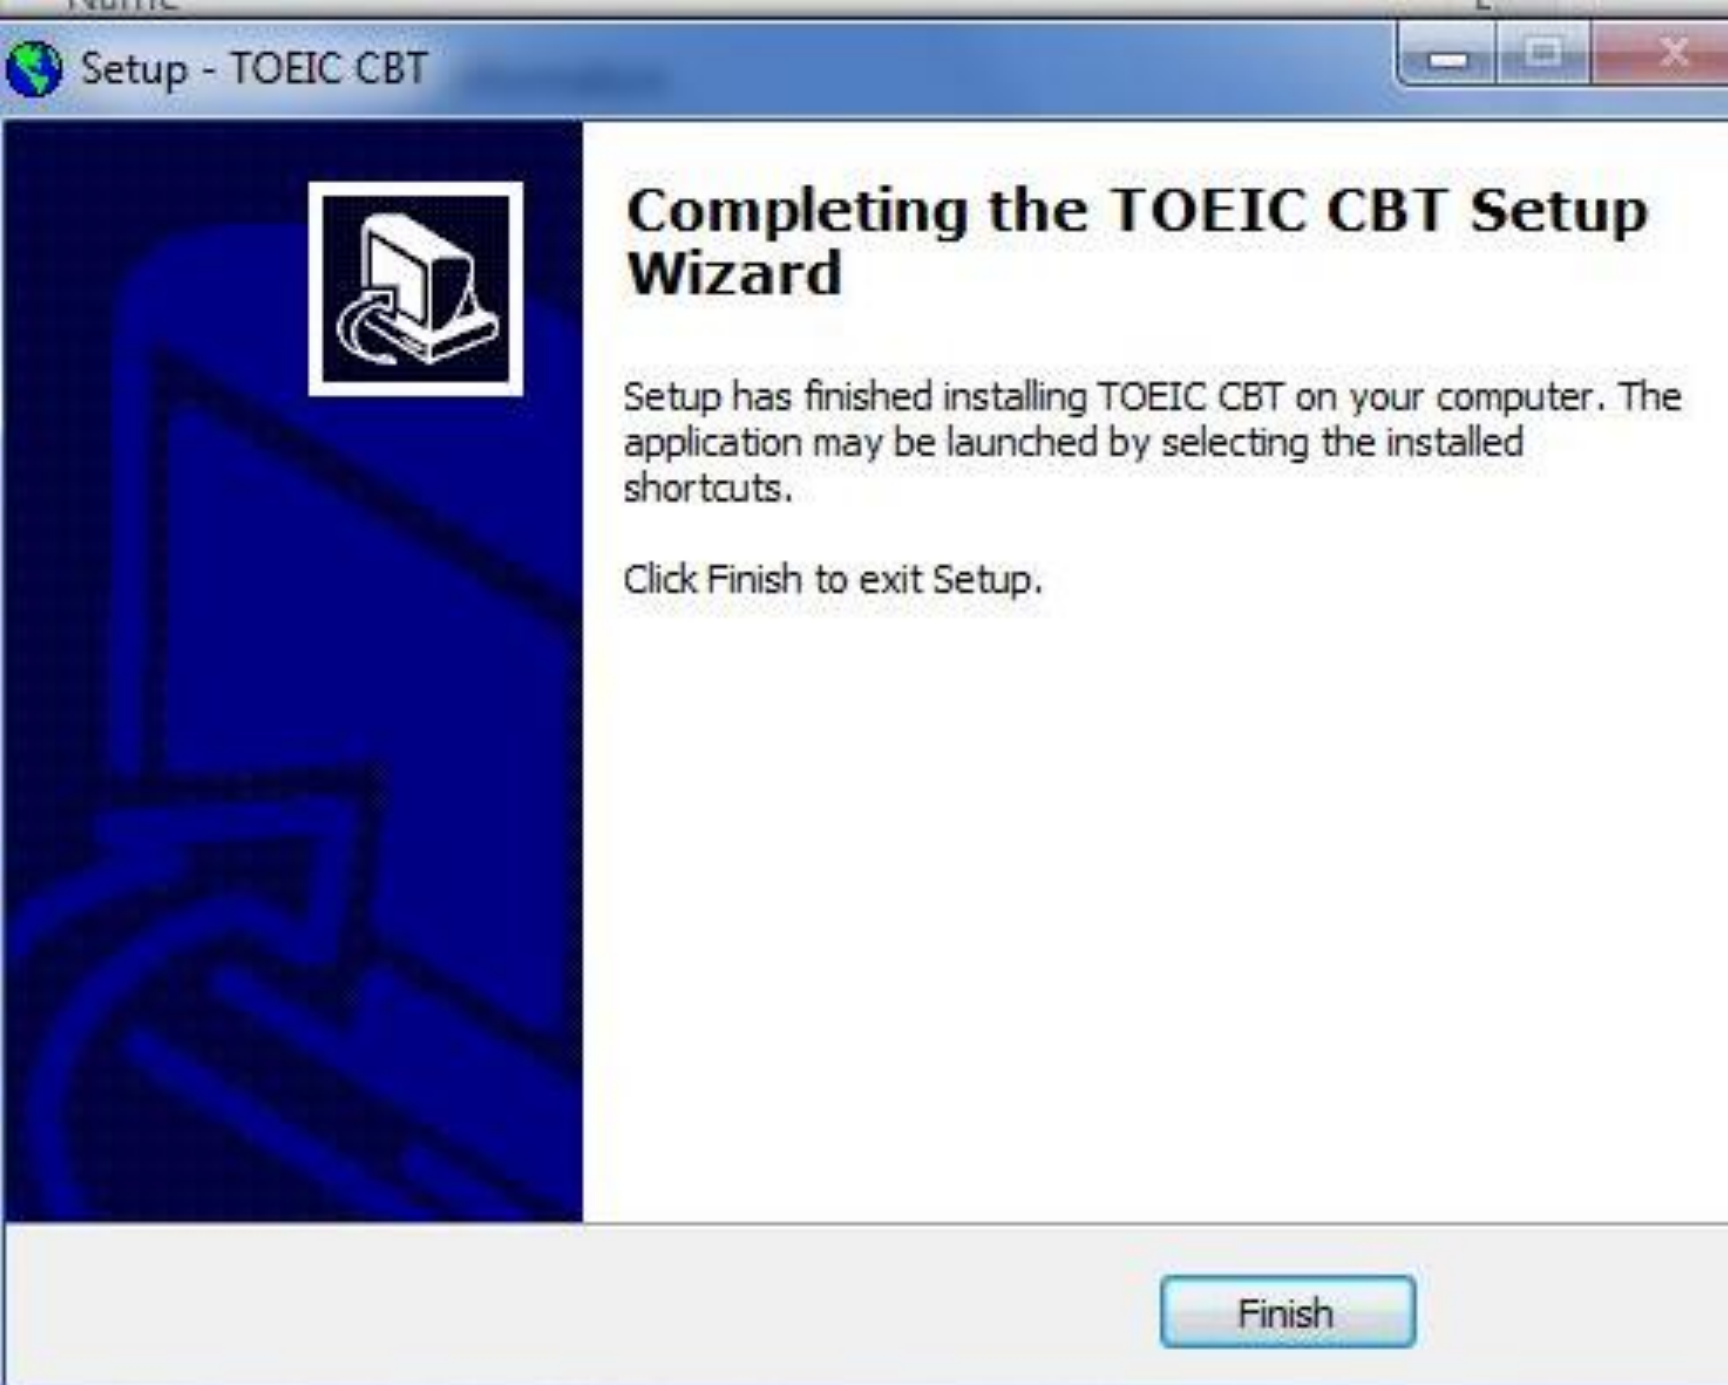 Setup - TOEIC CBT
Completing the TOEIC CBT Setup
Wizard
Setup has finished installing TOEIC CBT on your computer. The
application may be launched by selecting the installed
shortcuts.
Click Finish to exit Setup.
Finish